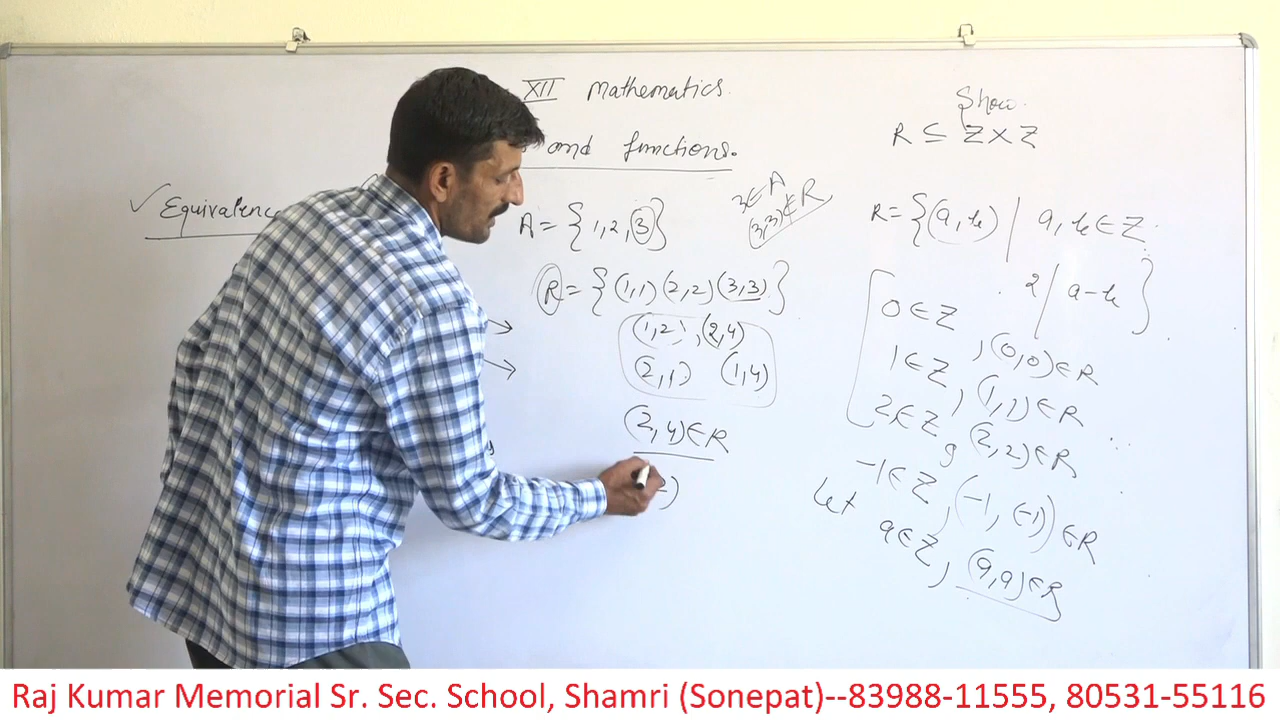 XII Mathematics.
and functions.
✓ Equivalence
A = {1,2,3}
R = {(1,1)(2,2)(3,3)}
(1,2), (2,4)
(2,1) (1,4)
(2,4)∈R
)
3∈A
(3,3)∉R
Show.
R ⊆ Z×Z
R={(a,b) | a,b∈Z.
2/a-b}
0∈Z, (0,0)∈R
1∈Z, (1,1)∈R
2∈Z, (2,2)∈R
-1∈Z, (-1,(-1))∈R
Let a∈Z, (a,a)∈R
Raj Kumar Memorial Sr. Sec. School, Shamri (Sonepat)--83988-11555, 80531-55116